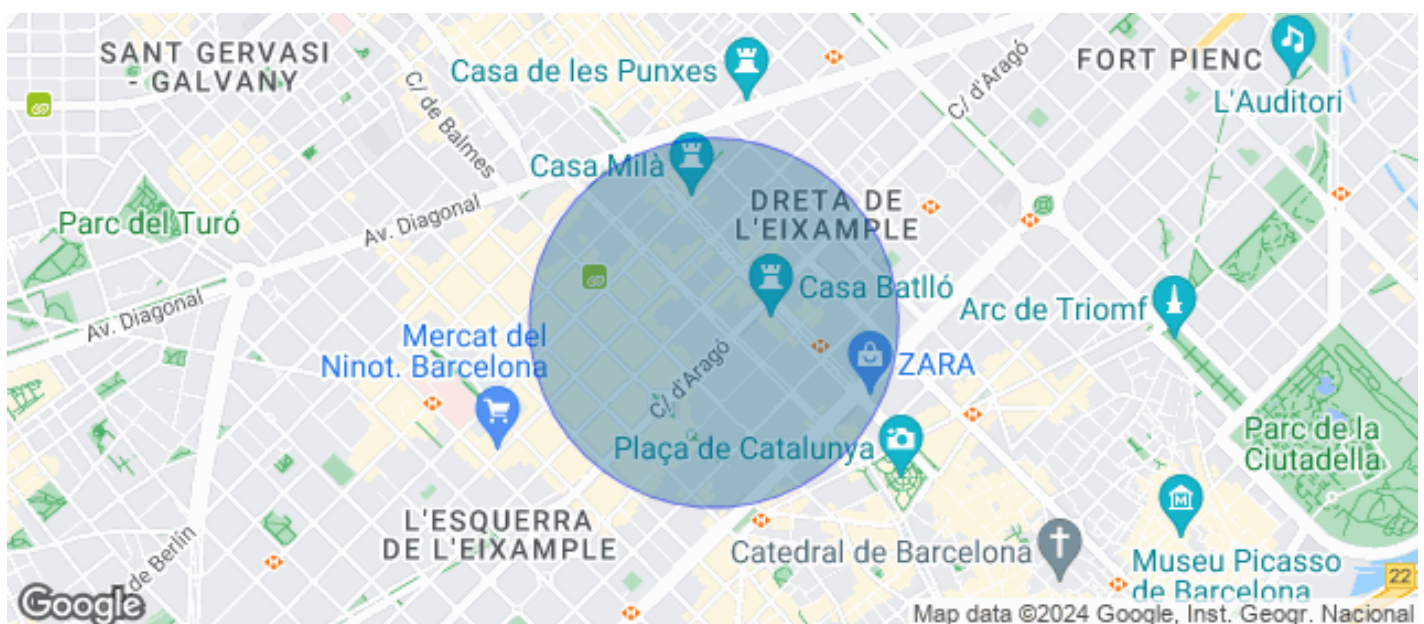 SANT GERVASI
- GALVANY
C/ de Balmes
Casa de les Punxes
C/ d'Aragó
FORT PIENC
L'Auditori
Casa Milà
DRETA DE
L'EIXAMPLE
Parc del Turó
Av. Diagonal
Casa Batlló
Arc de Triomf
Av. Diagonal
Mercat del
Ninot. Barcelona
C/ d'Aragó
ZARA
Plaça de Catalunya
Parc de la
Ciutadella
L'ESQUERRA
DE L'EIXAMPLE
de Berlín
Catedral de Barcelona
Museu Picasso
de Barcelona
22
Google
Map data ©2024 Google, Inst. Geogr. Nacional